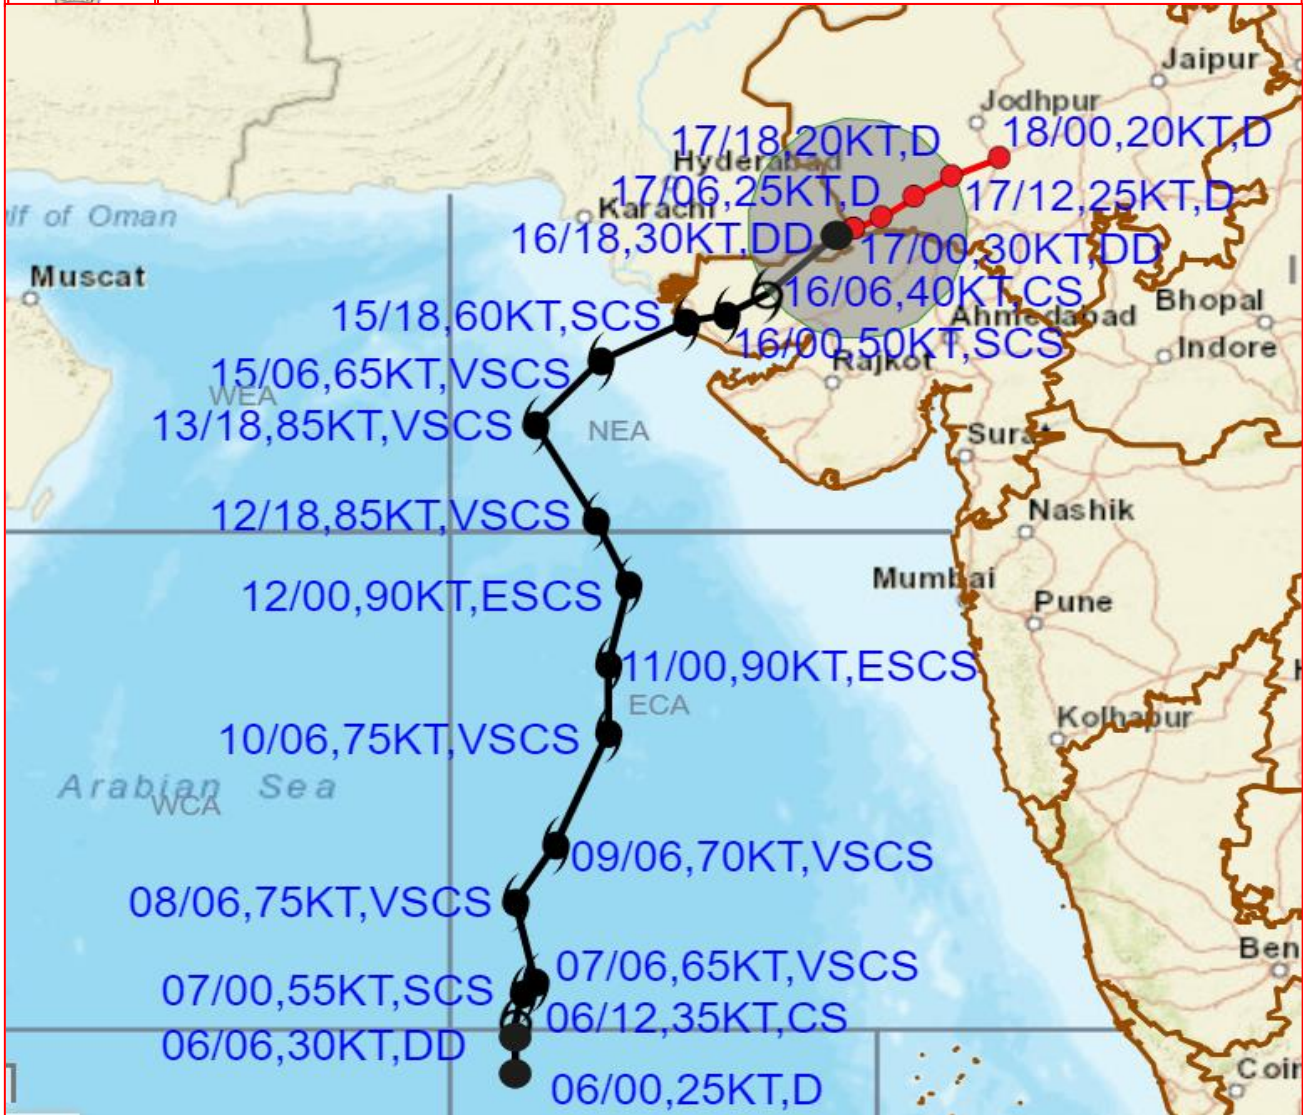 Jaipur
Jodhpur
17/18,20KT,D
18/00,20KT,D
Hyderabad
17/06,25KT,D
17/12,25KT,D
Karachi
lf of Oman
16/18,30KT,DD
17/00,30KT,DD
Muscat
16/06,40KT,CS
Bhopal
15/18,60KT,SCS
Ahmedabad
16/00,50KT,SCS
Indore
Rajkot
15/06,65KT,VSCS
WEA
13/18,85KT,VSCS
NEA
Surat
12/18,85KT,VSCS
Nashik
Mumbai
12/00,90KT,ESCS
Pune
11/00,90KT,ESCS
ECA
Kolhapur
10/06,75KT,VSCS
Arabian Sea
WCA
09/06,70KT,VSCS
08/06,75KT,VSCS
Ben
07/06,65KT,VSCS
07/00,55KT,SCS
06/12,35KT,CS
06/06,30KT,DD
Coin
06/00,25KT,D